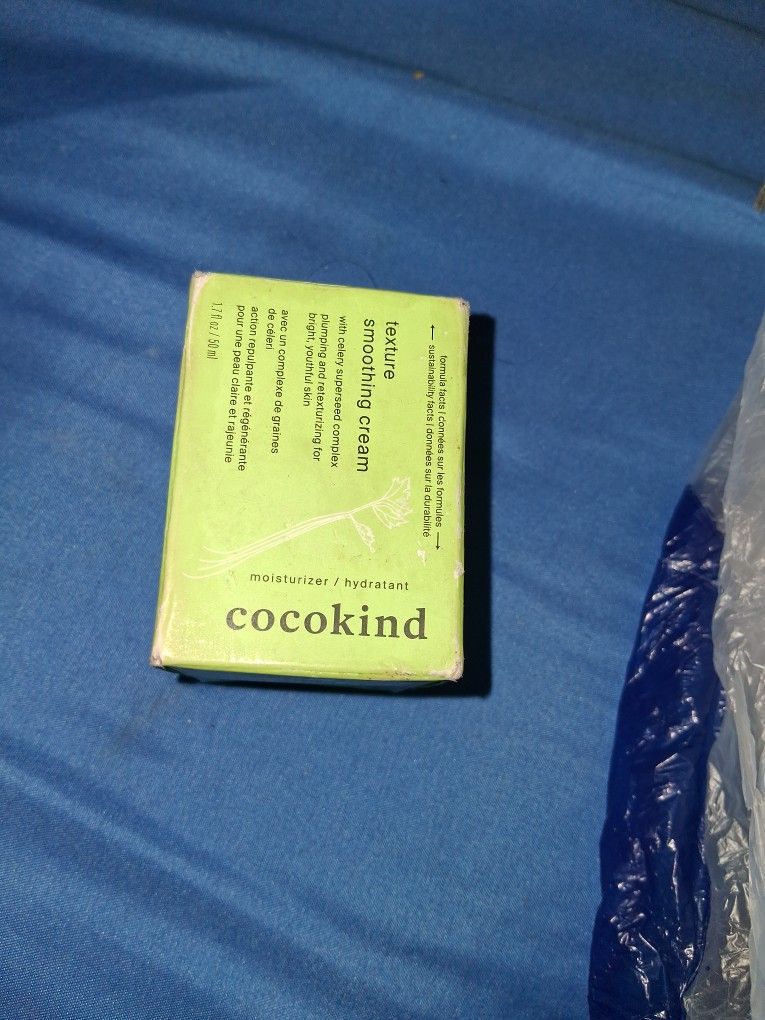 formula facts | données sur les formules →
← sustainability facts | données sur la durabilité
texture
smoothing cream
with celery superseed complex
plumping and retexturizing for
bright, youthful skin
avec un complexe de graines
de céleri
action repulpante et régénérante
pour une peau claire et rajeunie
1.7 fl oz / 50 ml
moisturizer / hydratant
cocokind